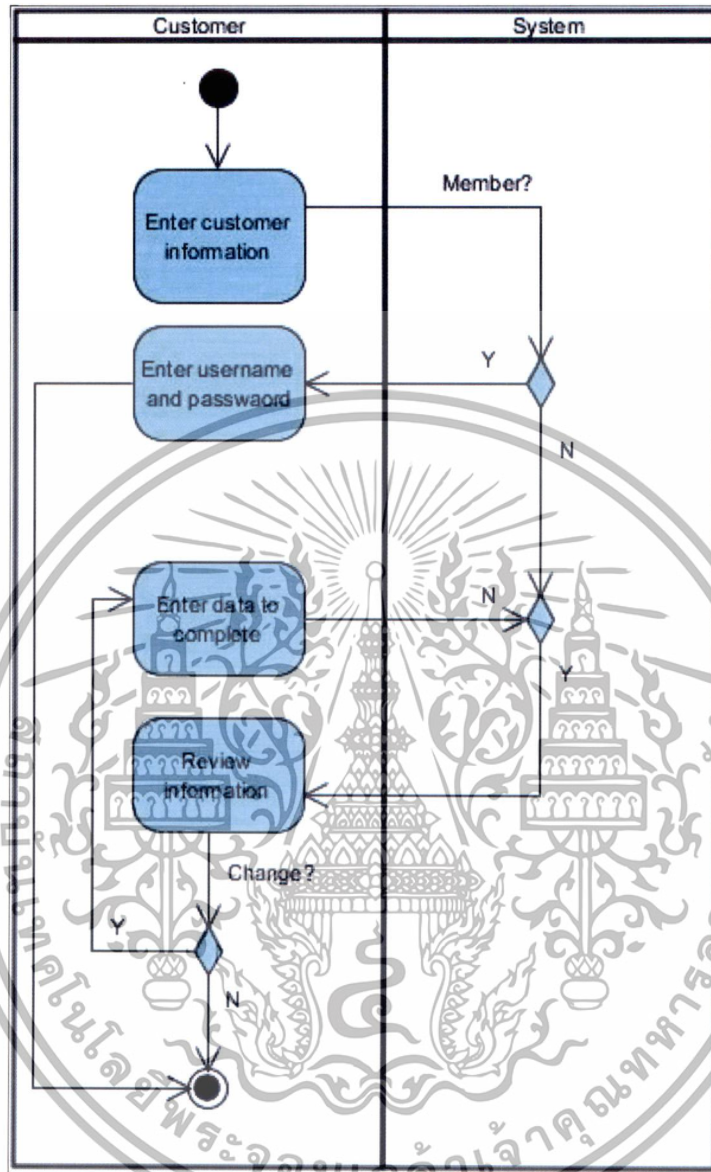 Customer
System
Member?
Enter customer
information
Enter username
and passwaord
Y
N
Enter data to
complete
N
Y
Review
information
Change?
Y
N